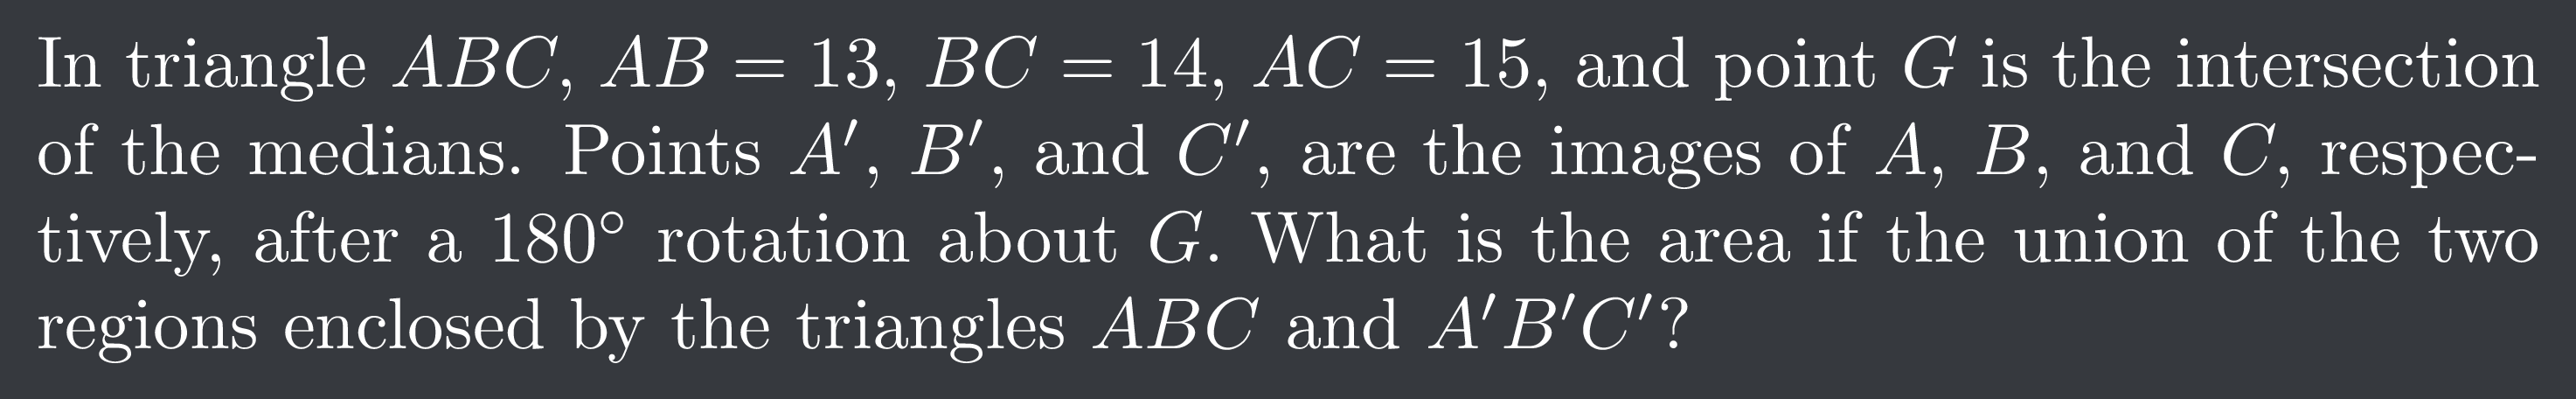 In triangle ABC, AB = 13, BC = 14, AC = 15, and point G is the intersection
of the medians. Points A′, B′, and C′, are the images of A, B, and C, respec-
tively, after a 180° rotation about G. What is the area if the union of the two
regions enclosed by the triangles ABC and A′B′C′?